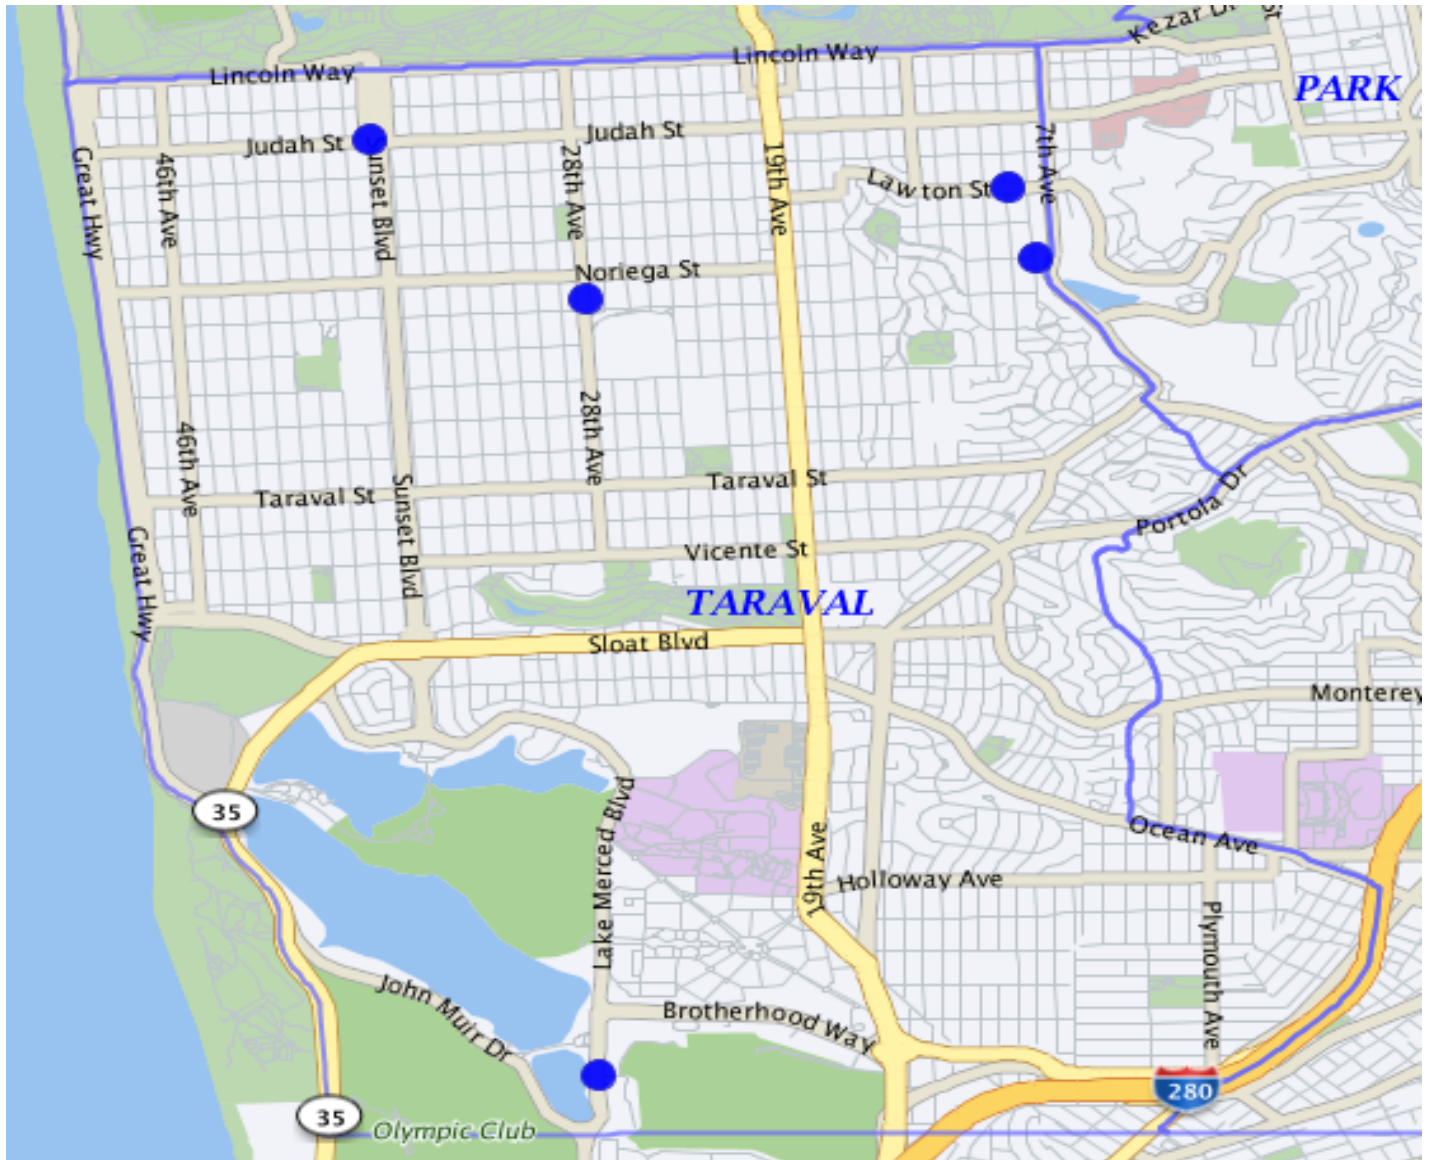 Kezar Dr
St
Lincoln Way
Lincoln Way
PARK
Judah St
Judah St
Great Hwy
46th Ave
Sunset Blvd
28th Ave
19th Ave
7th Ave
Lawton St
Noriega St
28th Ave
46th Ave
Taraval St
Taraval St
Sunset Blvd
Portola Dr
Great Hwy
Vicente St
TARAVAL
Sloat Blvd
Monterey
35
Lake Merced Blvd
19th Ave
Ocean Ave
Holloway Ave
Plymouth Ave
John Muir Dr
Brotherhood Way
280
35
Olympic Club